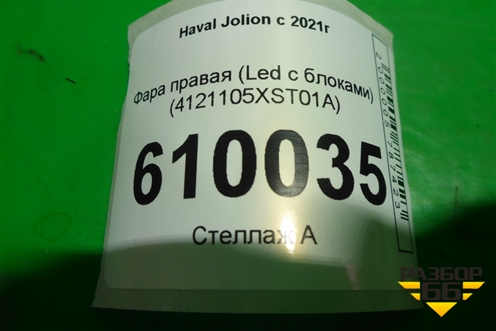 Haval Jolion с 2021г
Фара правая (Led с блоками)
(4121105XST01A)
610035
Стеллаж А
РАЗБОР
66